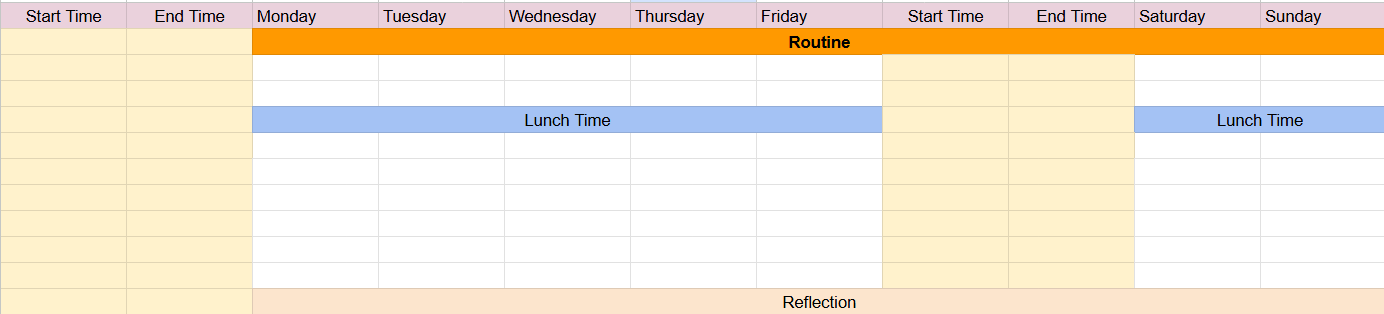 Start Time End Time Monday Tuesday Wednesday Thursday Friday Start Time End Time Saturday Sunday
Routine
Lunch Time Lunch Time
Reflection